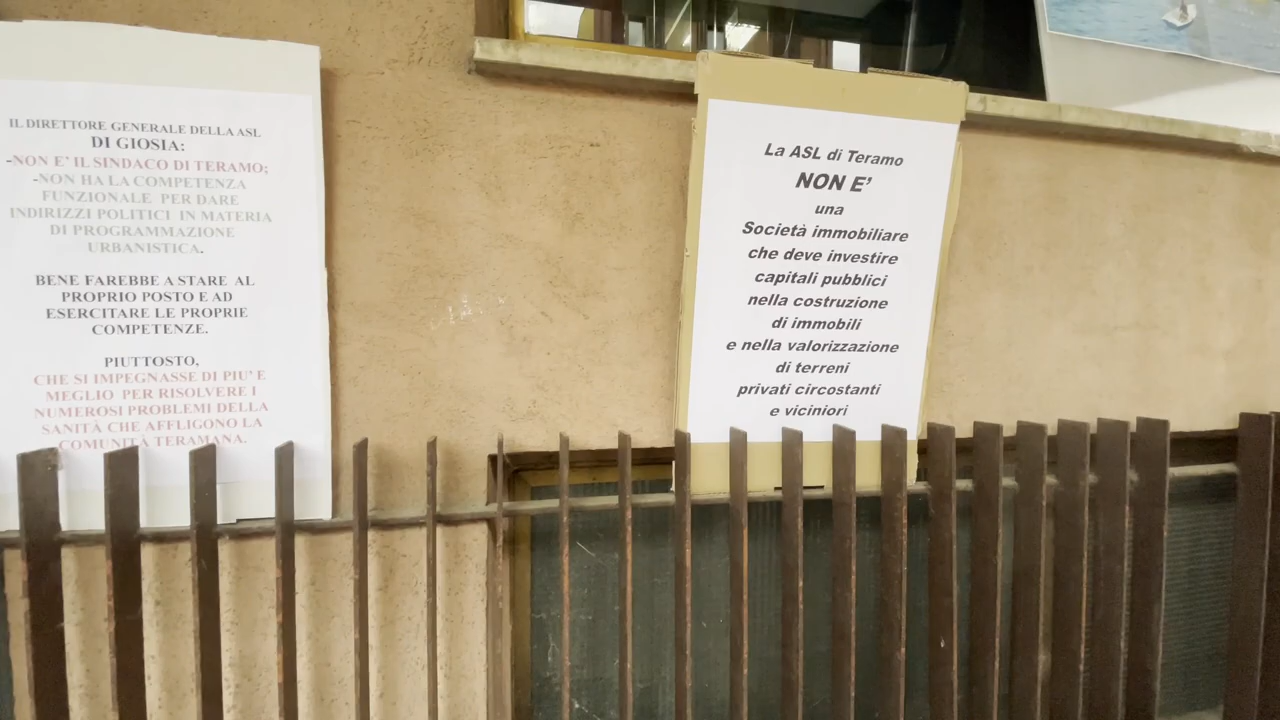 IL DIRETTORE GENERALE DELLA ASL
DI GIOSIA:
-NON E' IL SINDACO DI TERAMO;
-NON HA LA COMPETENZA
FUNZIONALE PER DARE
INDIRIZZI POLITICI IN MATERIA
DI PROGRAMMAZIONE
URBANISTICA.
BENE FAREBBE A STARE AL
PROPRIO POSTO E AD
ESERCITARE LE PROPRIE
COMPETENZE.
PIUTTOSTO,
CHE SI IMPEGNASSE DI PIU' E
MEGLIO PER RISOLVERE I
NUMEROSI PROBLEMI DELLA
SANITÀ CHE AFFLIGONO LA
COMUNITÀ TERAMANA.
La ASL di Teramo
NON E'
una
Società immobiliare
che deve investire
capitali pubblici
nella costruzione
di immobili
e nella valorizzazione
di terreni
privati circostanti
e viciniori